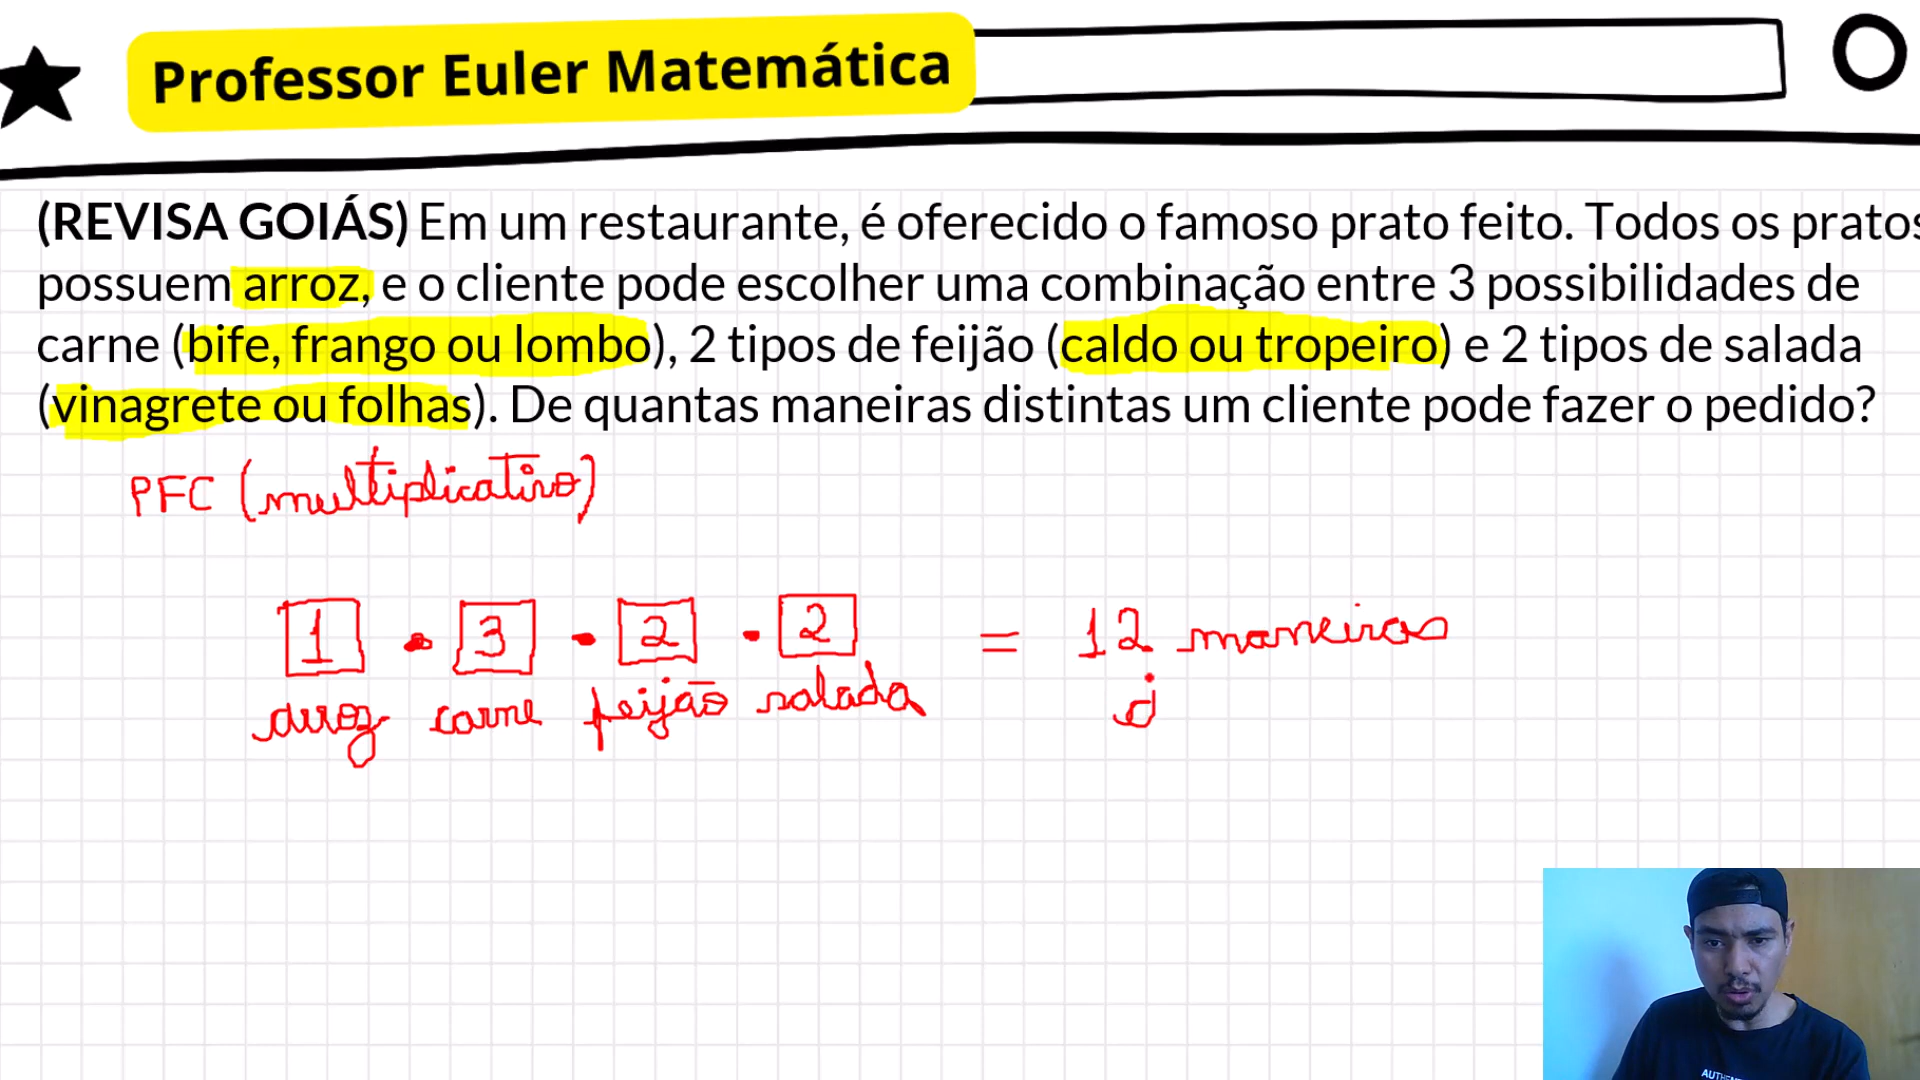 Professor Euler Matemática
(REVISA GOIÁS) Em um restaurante, é oferecido o famoso prato feito. Todos os pratos
possuem arroz, e o cliente pode escolher uma combinação entre 3 possibilidades de
carne (bife, frango ou lombo), 2 tipos de feijão (caldo ou tropeiro) e 2 tipos de salada
(vinagrete ou folhas). De quantas maneiras distintas um cliente pode fazer o pedido?
PFC (multiplicativo)
1 · 3 · 2 · 2 = 12 maneiras
arroz carne feijão salada di